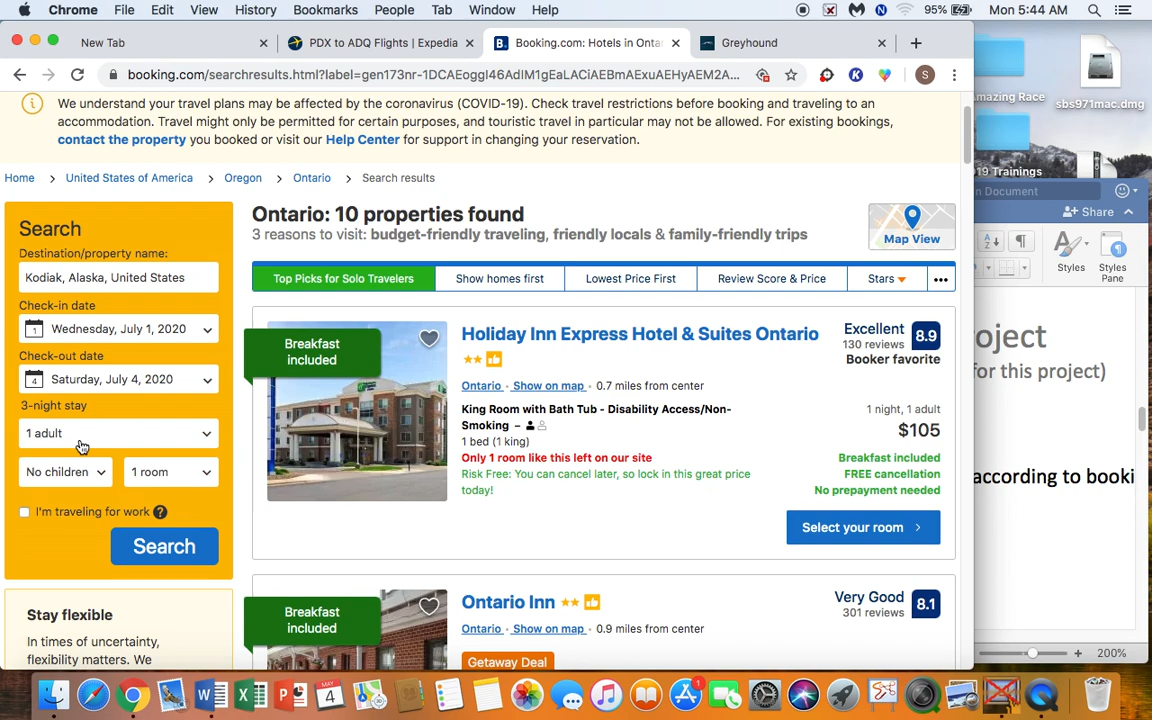 Chrome File Edit View History Bookmarks People Tab Window Help 95% Mon 5:44 AM
New Tab PDX to ADQ Flights | Expedia Booking.com: Hotels in Onta Greyhound
booking.com/searchresults.html?label=gen173nr-1DCAEoggI46AdIM1gEaLACiAEBmAExuAEHyAEM2A... S
We understand your travel plans may be affected by the coronavirus (COVID-19). Check travel restrictions before booking and traveling to an
accommodation. Travel might only be permitted for certain purposes, and touristic travel in particular may not be allowed. For existing bookings,
contact the property you booked or visit our Help Center for support in changing your reservation.
Home > United States of America > Oregon > Ontario > Search results
Search
Destination/property name:
Kodiak, Alaska, United States
Check-in date
1 Wednesday, July 1, 2020
Check-out date
4 Saturday, July 4, 2020
3-night stay
1 adult
No children 1 room
I'm traveling for work ?
Search
Stay flexible
In times of uncertainty,
flexibility matters. We
Ontario: 10 properties found
3 reasons to visit: budget-friendly traveling, friendly locals & family-friendly trips
Map View
Top Picks for Solo Travelers Show homes first Lowest Price First Review Score & Price Stars ...
Breakfast
included
Holiday Inn Express Hotel & Suites Ontario
Excellent 8.9
130 reviews
Booker favorite
Ontario · Show on map · 0.7 miles from center
King Room with Bath Tub - Disability Access/Non-
Smoking –
1 bed (1 king)
Only 1 room like this left on our site
Risk Free: You can cancel later, so lock in this great price
today!
1 night, 1 adult
$105
Breakfast included
FREE cancellation
No prepayment needed
Select your room >
Breakfast
included
Ontario Inn
Very Good 8.1
301 reviews
Ontario · Show on map · 0.9 miles from center
Getaway Deal
mazing Race
sbs971mac.dmg
19 Trainings
n Document
Share
Styles Styles
Pane
oject
for this project)
according to booki
200%
MAY
4
1